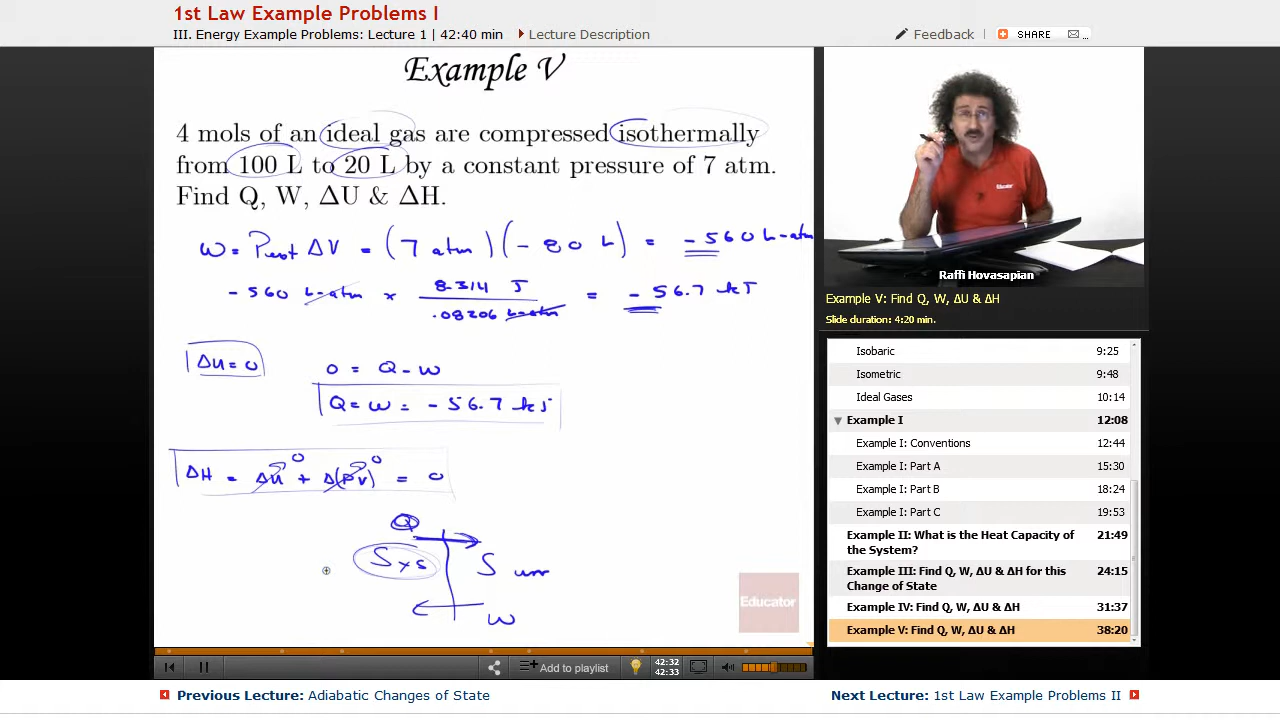 1st Law Example Problems I
III. Energy Example Problems: Lecture 1 | 42:40 min
Lecture Description
Feedback
SHARE
Example V
4 mols of an ideal gas are compressed isothermally
from 100 L to 20 L by a constant pressure of 7 atm.
Find Q, W, ΔU & ΔH.
W = Pext ΔV = (7 atm)(-80 L) = -560 L-atm
-560 L-atm × 8.314 J / .08206 L-atm = -56.7 kJ
ΔU = 0
0 = Q - W
Q = W = -56.7 kJ
ΔH = ΔU 0 + Δ(PV) 0 = 0
Q
Sys
Surr
W
Educator
Educator
Raffi Hovasapian
Example V: Find Q, W, ΔU & ΔH
Slide duration: 4:20 min.
Isobaric 9:25
Isometric 9:48
Ideal Gases 10:14
Example I 12:08
Example I: Conventions 12:44
Example I: Part A 15:30
Example I: Part B 18:24
Example I: Part C 19:53
Example II: What is the Heat Capacity of 21:49
the System?
Example III: Find Q, W, ΔU & ΔH for this 24:15
Change of State
Example IV: Find Q, W, ΔU & ΔH 31:37
Example V: Find Q, W, ΔU & ΔH 38:20
Add to playlist
42:32
42:33
Previous Lecture: Adiabatic Changes of State
Next Lecture: 1st Law Example Problems II